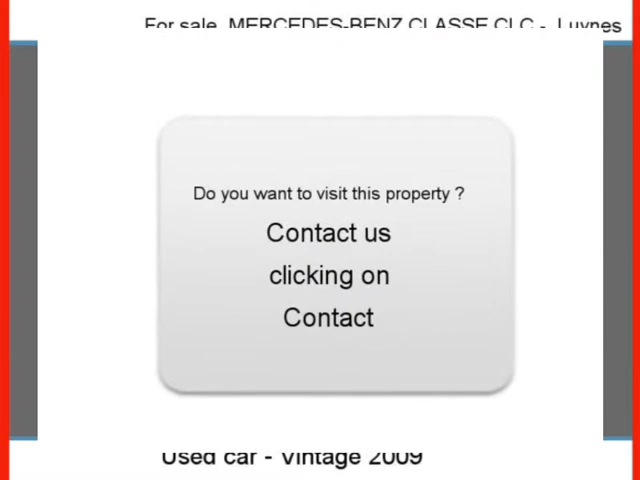 For sale MERCEDES-BENZ CLASSE CLC - Luynes
Do you want to visit this property ?
Contact us
clicking on
Contact
Used car - Vintage 2009